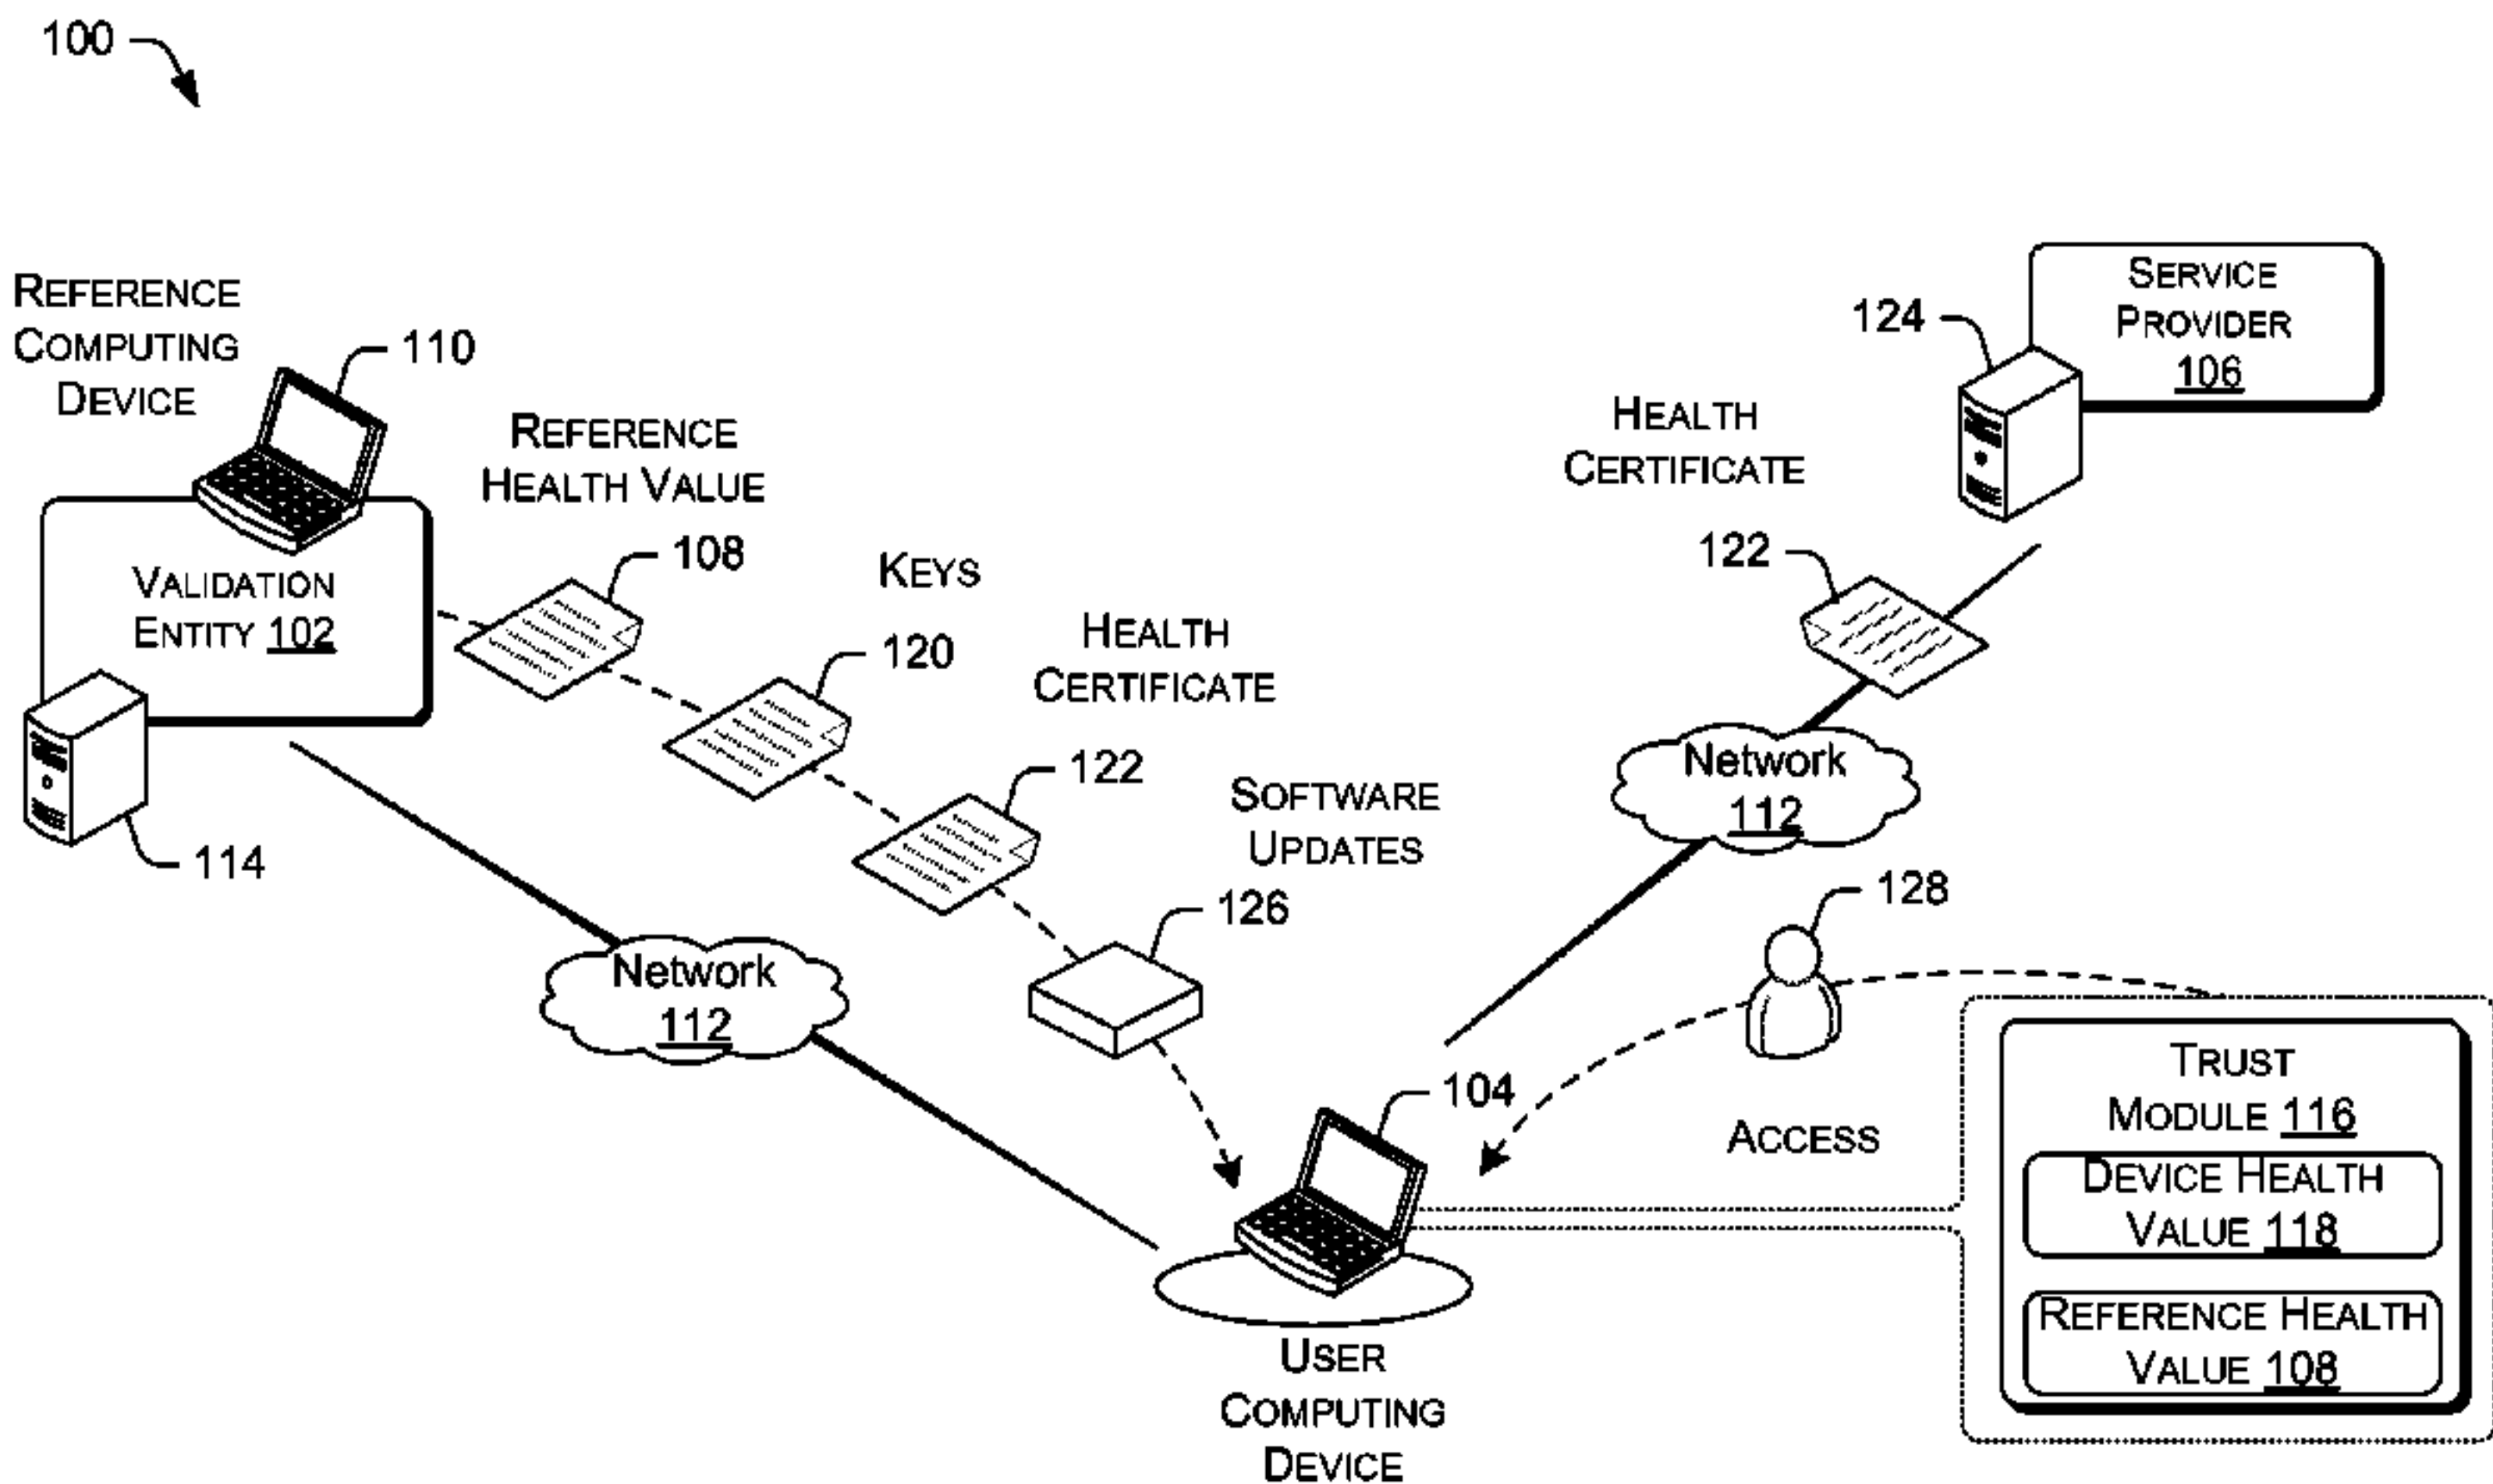 100
REFERENCE
COMPUTING
DEVICE
110
VALIDATION
ENTITY 102
114
REFERENCE
HEALTH VALUE
108
KEYS
120
HEALTH
CERTIFICATE
122
SOFTWARE
UPDATES
126
Network
112
SERVICE
PROVIDER
106
124
HEALTH
CERTIFICATE
122
Network
112
128
ACCESS
104
USER
COMPUTING
DEVICE
TRUST
MODULE 116
DEVICE HEALTH
VALUE 118
REFERENCE HEALTH
VALUE 108